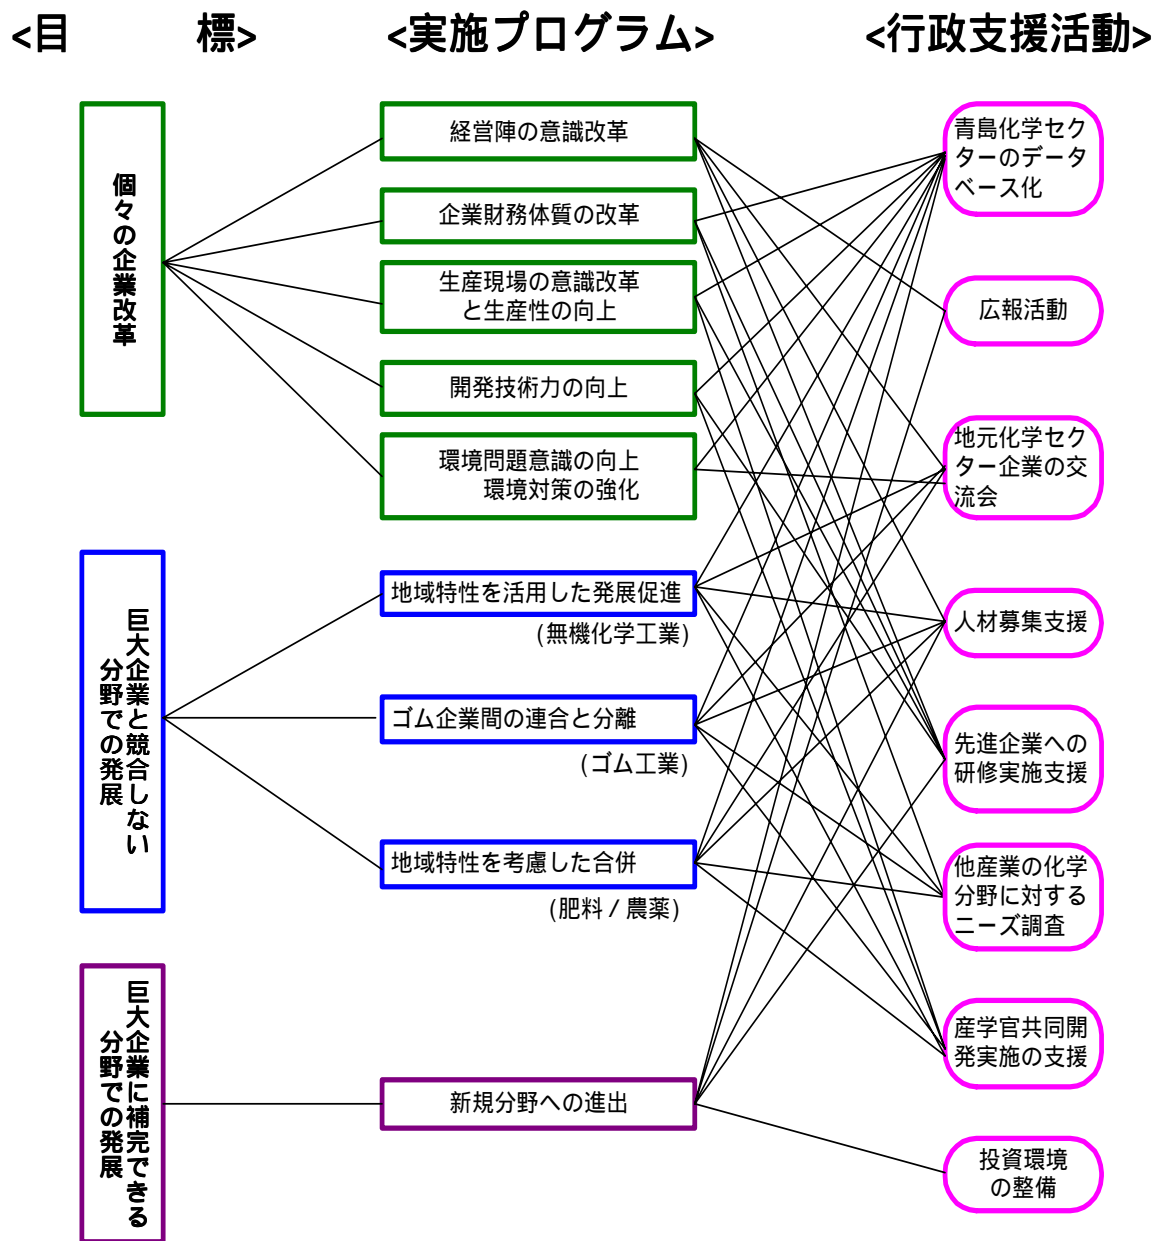 <目　　　標>
<実施プログラム>
<行政支援活動>
個々の企業改革
経営陣の意識改革
企業財務体質の改革
生産現場の意識改革
と生産性の向上
開発技術力の向上
環境問題意識の向上
環境対策の強化
巨大企業と競合しない
分野での発展
地域特性を活用した発展促進
(無機化学工業)
ゴム企業間の連合と分離
(ゴム工業)
地域特性を考慮した合併
(肥料 / 農薬)
巨大企業に補完できる
分野での発展
新規分野への進出
青島化学セク
ターのデータ
ベース化
広報活動
地元化学セク
ター企業の交
流会
人材募集支援
先進企業への
研修実施支援
他産業の化学
分野に対する
ニーズ調査
産学官共同開
発実施の支援
投資環境
の整備